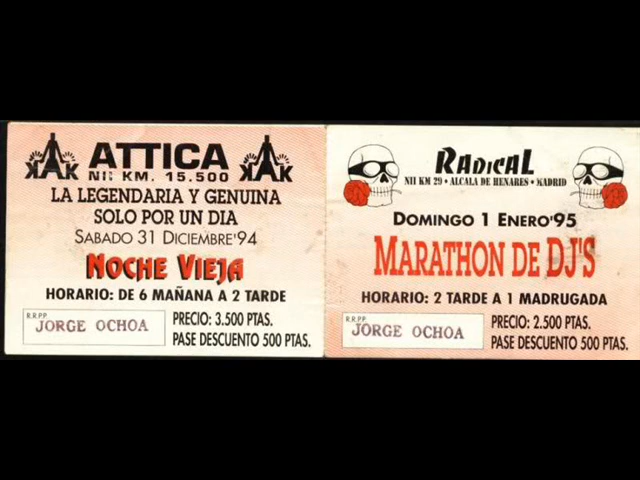 KAK ATTICA KAK
NII KM. 15.500
LA LEGENDARIA Y GENUINA
SOLO POR UN DIA
SABADO 31 DICIEMBRE'94
NOCHE VIEJA
HORARIO: DE 6 MAÑANA A 2 TARDE
R.R.P.P.
JORGE OCHOA
PRECIO: 3.500 PTAS.
PASE DESCUENTO 500 PTAS.
RADICAL
NII KM 29 • ALCALA DE HENARES • MADRID
DOMINGO 1 ENERO'95
MARATHON DE DJ'S
HORARIO: 2 TARDE A 1 MADRUGADA
R.R.P.P.
JORGE OCHOA
PRECIO: 2.500 PTAS.
PASE DESCUENTO 500 PTAS.